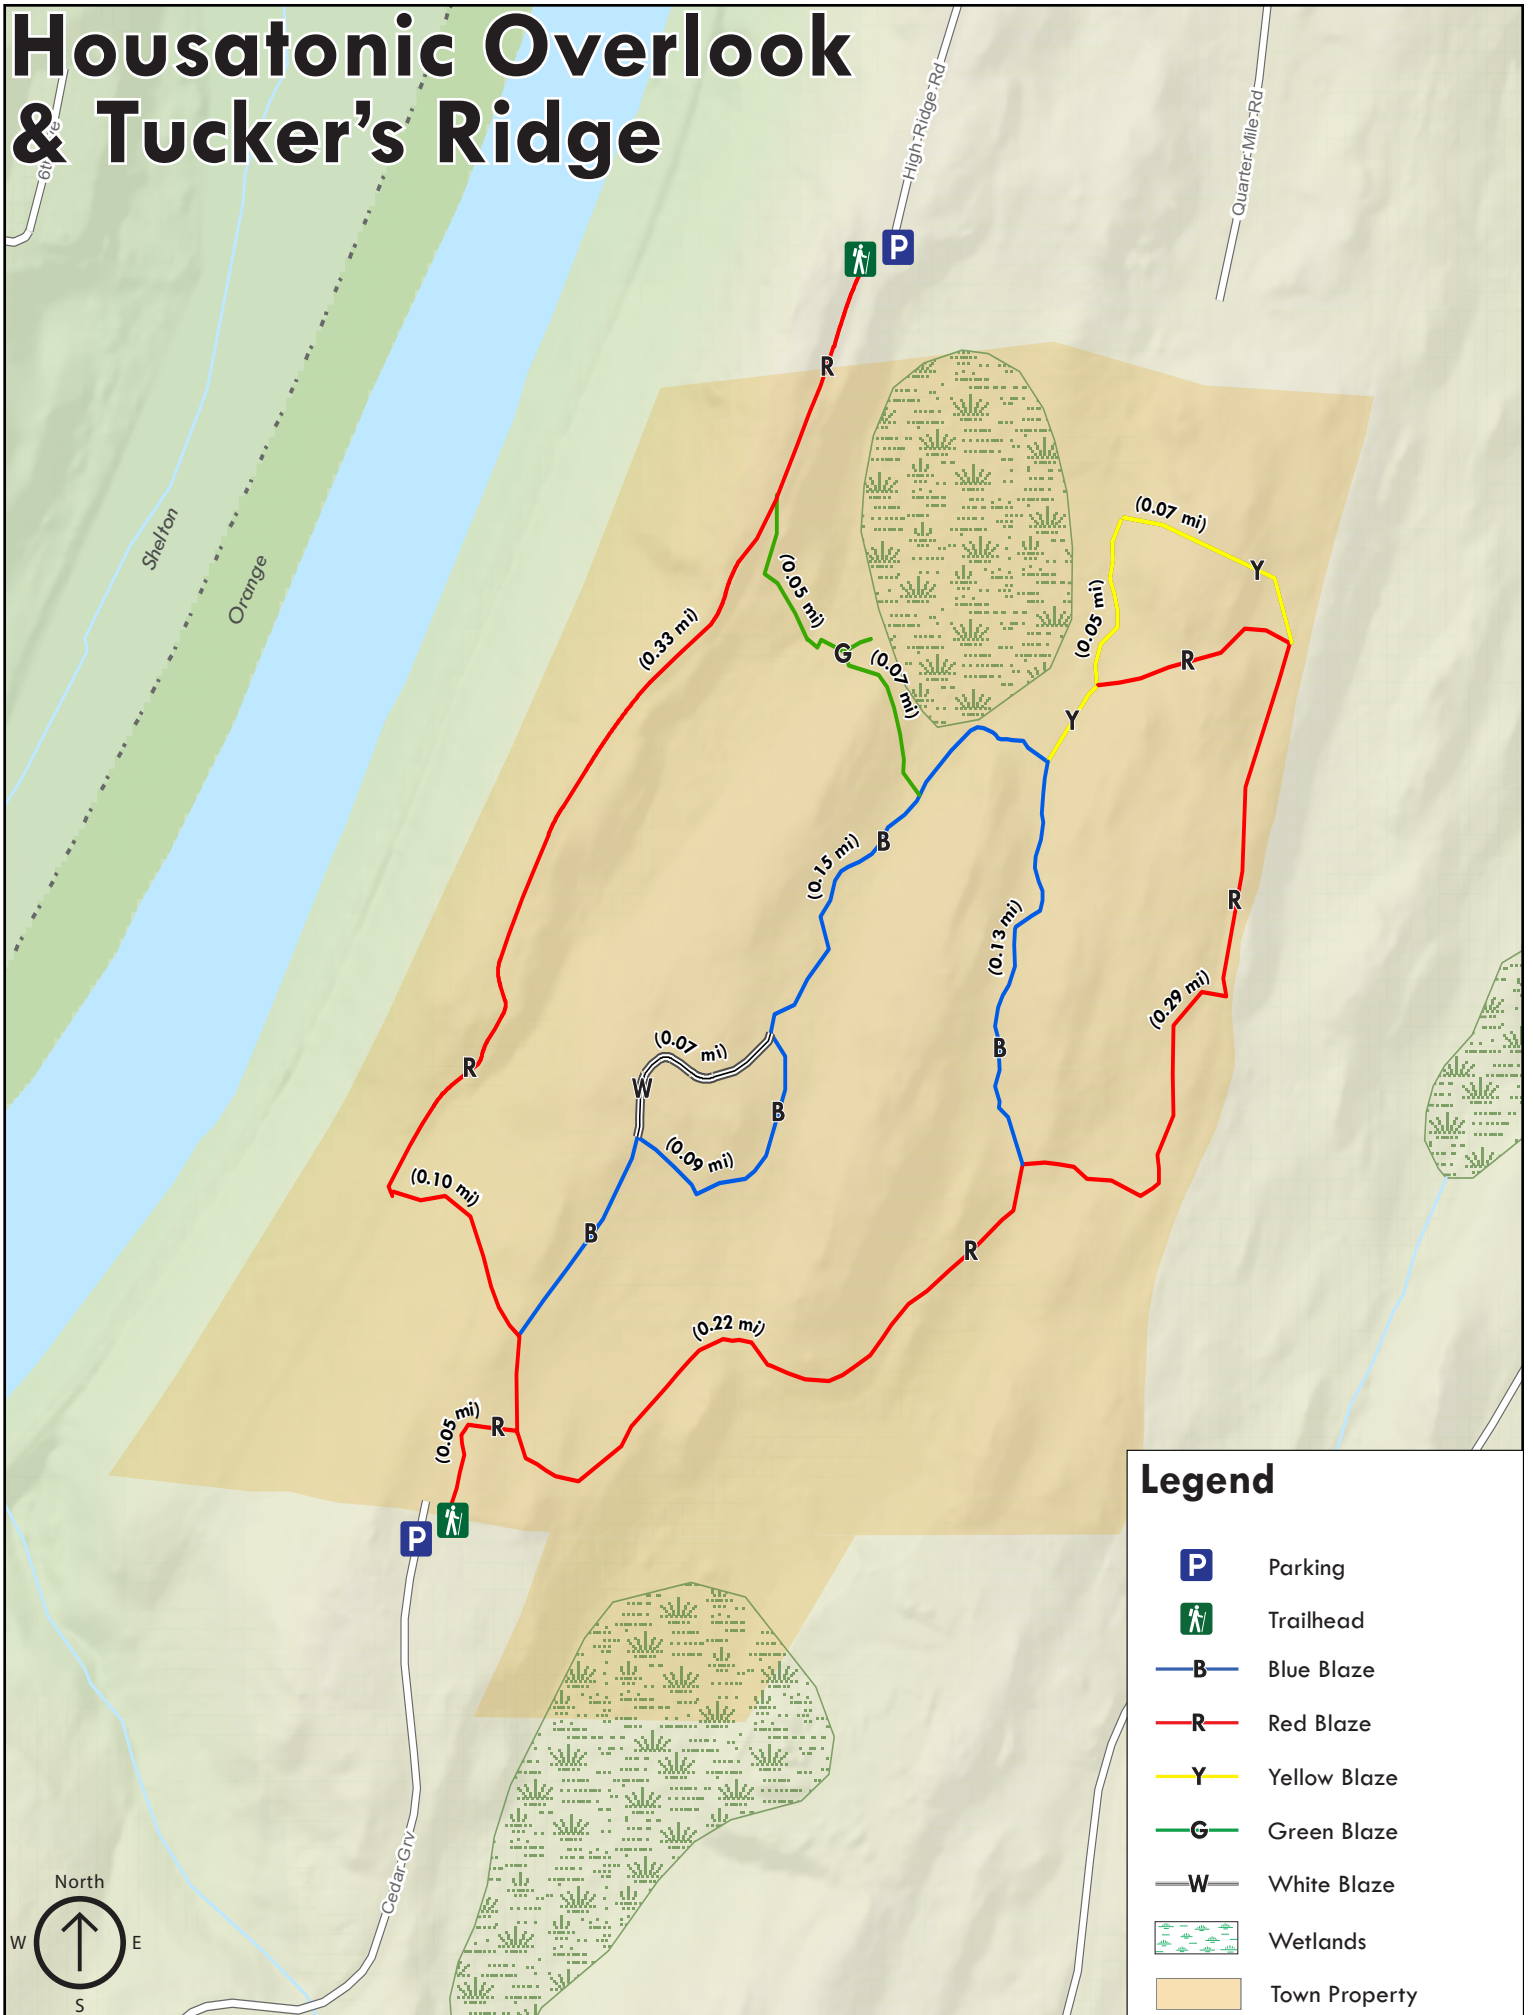 Housatonic Overlook
& Tucker's Ridge
High-Ridge-Rd
Quarter-Mile-Rd
P
R
Shelton
Orange
(0.07 mi)
Y
(0.05 mi)
(0.05 mi)
(0.33 mi)
G
(0.07 mi)
R
Y
B
(0.15 mi)
R
(0.13 mi)
(0.29 mi)
(0.07 mi)
B
R
W
B
(0.09 mi)
(0.10 mi)
B
R
(0.22 mi)
(0.05 mi)
R
P
Cedar-Grv
North
W
E
S
Legend
P Parking
Trailhead
B Blue Blaze
R Red Blaze
Y Yellow Blaze
G Green Blaze
W White Blaze
Wetlands
Town Property